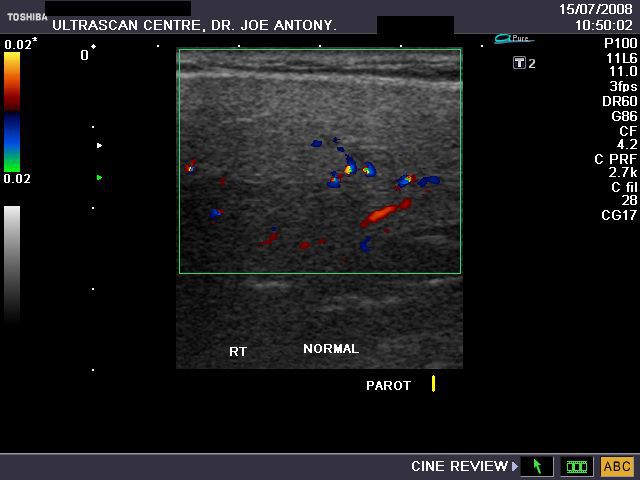 TOSHIBA
ULTRASCAN CENTRE, DR. JOE ANTONY.
15/07/2008
10:50:02
0.02*
0
Pure
T 2
P100
11L6
11.0
3fps
DR60
G86
CF
4.2
C PRF
2.7k
C fil
28
CG17
0.02
RT
NORMAL
PAROT
CINE REVIEW
ABC